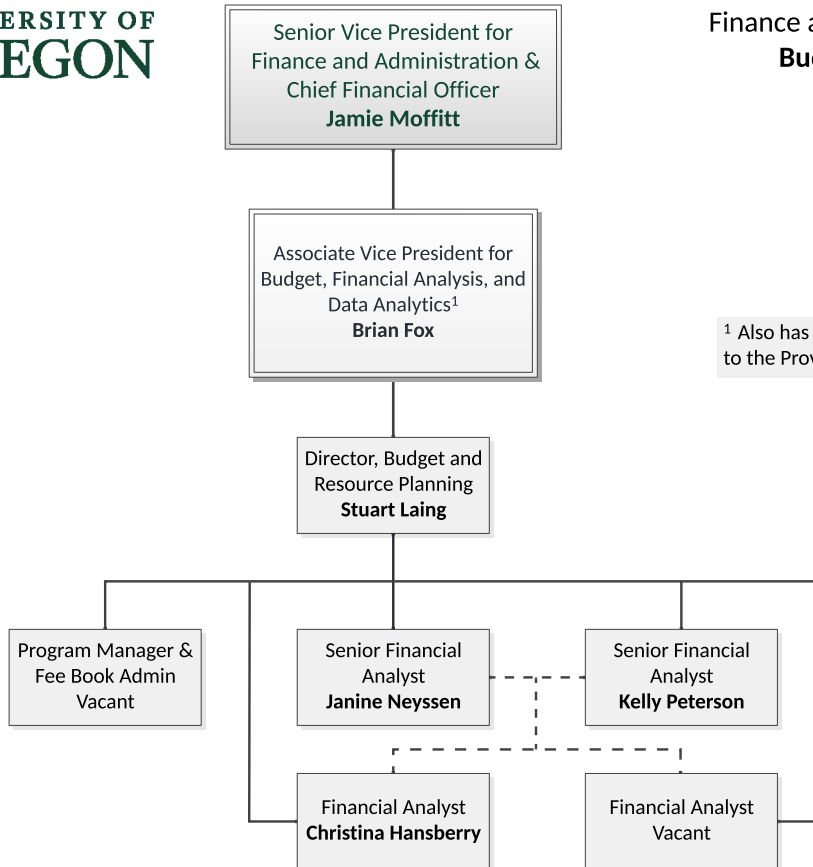 ERSITY OF
EGON
Senior Vice President for
Finance and Administration &
Chief Financial Officer
Jamie Moffitt
Finance a
Bu
Associate Vice President for
Budget, Financial Analysis, and
Data Analytics¹
Brian Fox
¹ Also has
to the Prov
Director, Budget and
Resource Planning
Stuart Laing
Program Manager &
Fee Book Admin
Vacant
Senior Financial
Analyst
Janine Neyssen
Senior Financial
Analyst
Kelly Peterson
Financial Analyst
Christina Hansberry
Financial Analyst
Vacant